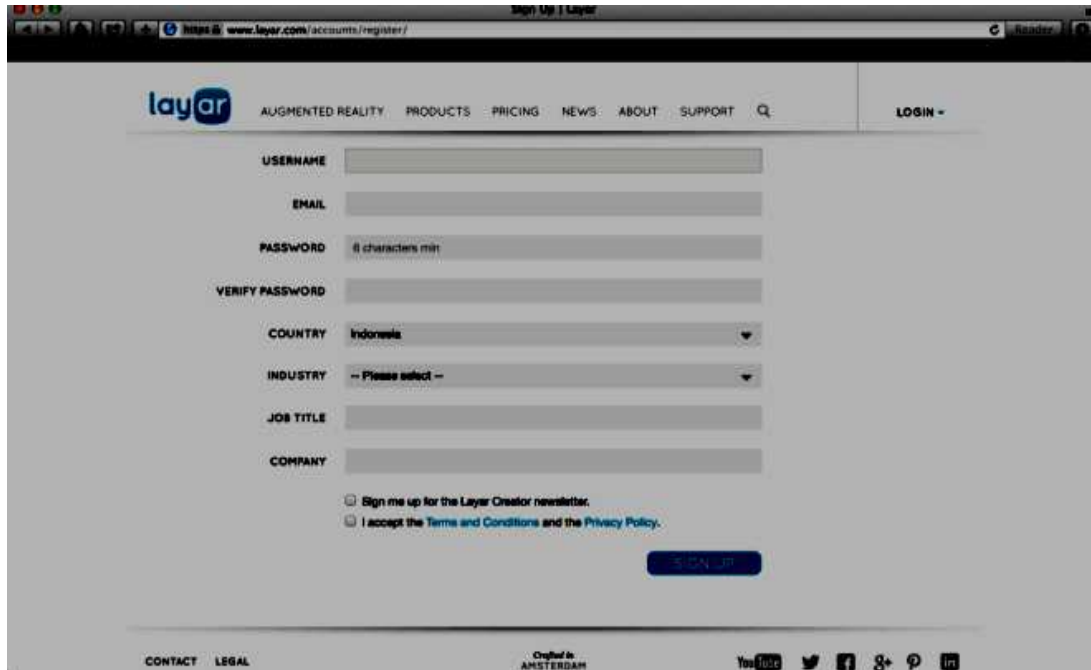 Sign Up | Layar
https www.layar.com/accounts/register/ Reader
layar AUGMENTED REALITY PRODUCTS PRICING NEWS ABOUT SUPPORT LOGIN
USERNAME
EMAIL
PASSWORD 6 characters min
VERIFY PASSWORD
COUNTRY Indonesia
INDUSTRY -- Please select --
JOB TITLE
COMPANY
Sign me up for the Layar Creator newsletter.
I accept the Terms and Conditions and the Privacy Policy.
SIGN UP
CONTACT LEGAL Crafted in AMSTERDAM YouTube